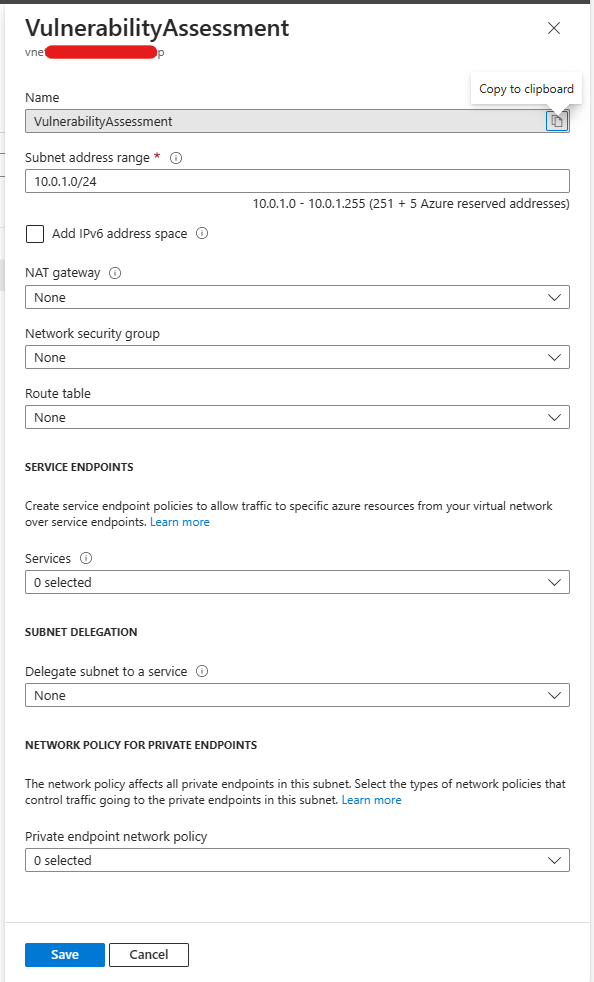 VulnerabilityAssessment
vne p
Copy to clipboard
Name
VulnerabilityAssessment
Subnet address range *
10.0.1.0/24
10.0.1.0 - 10.0.1.255 (251 + 5 Azure reserved addresses)
Add IPv6 address space
NAT gateway
None
Network security group
None
Route table
None
SERVICE ENDPOINTS
Create service endpoint policies to allow traffic to specific azure resources from your virtual network
over service endpoints. Learn more
Services
0 selected
SUBNET DELEGATION
Delegate subnet to a service
None
NETWORK POLICY FOR PRIVATE ENDPOINTS
The network policy affects all private endpoints in this subnet. Select the types of network policies that
control traffic going to the private endpoints in this subnet. Learn more
Private endpoint network policy
0 selected
Save Cancel